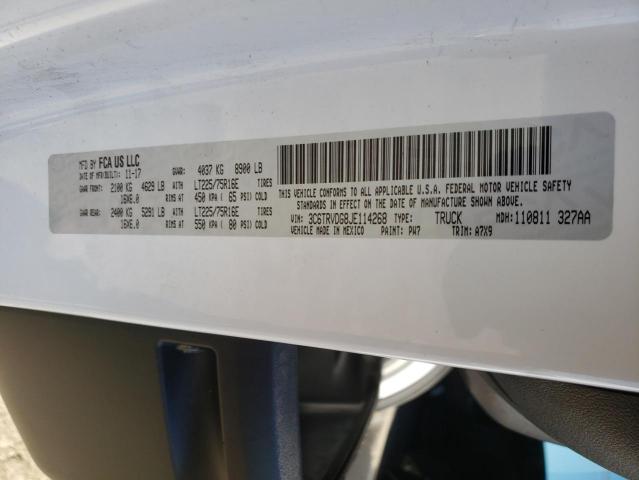 MFD BY FCA US LLC
DATE OF MFR/BUILT: 11-17 GVWR: 4037 KG 8900 LB
GAWR FRONT: 2100 KG 4629 LB WITH LT225/75R16E TIRES
16X6.0 RIMS AT 450 KPA ( 65 PSI) COLD
GAWR REAR: 2400 KG 5291 LB WITH LT225/75R16E TIRES
16X6.0 RIMS AT 550 KPA ( 80 PSI) COLD
THIS VEHICLE CONFORMS TO ALL APPLICABLE U.S.A. FEDERAL MOTOR VEHICLE SAFETY
STANDARDS IN EFFECT ON THE DATE OF MANUFACTURE SHOWN ABOVE
VIN: 3C6TRVDG8JE114268 TYPE: TRUCK MDH: 110811 327AA
VEHICLE MADE IN MEXICO PAINT: PW7 TRIM: A7X9